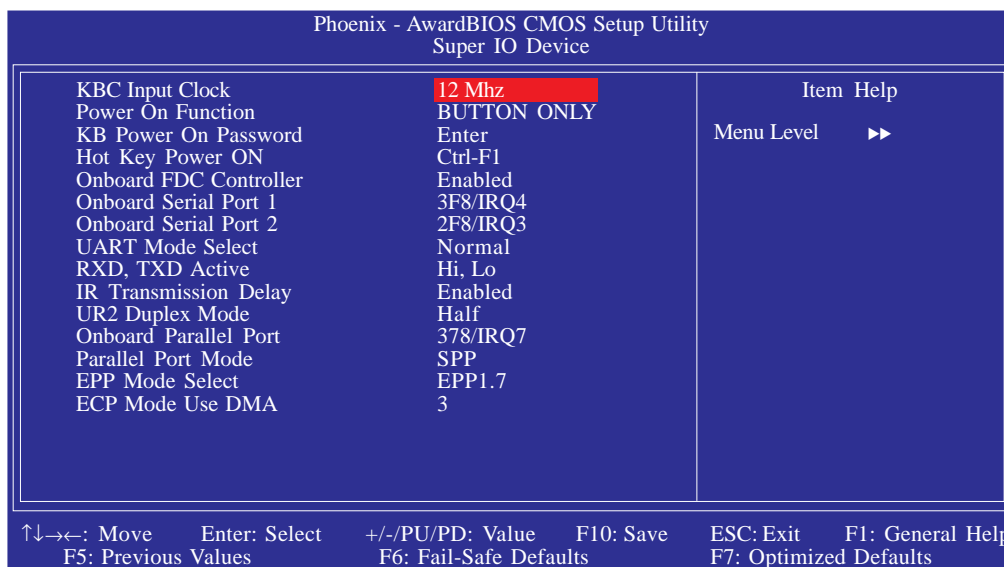 Phoenix - AwardBIOS CMOS Setup Utility
Super IO Device
KBC Input Clock 12 Mhz
Power On Function BUTTON ONLY
KB Power On Password Enter
Hot Key Power ON Ctrl-F1
Onboard FDC Controller Enabled
Onboard Serial Port 1 3F8/IRQ4
Onboard Serial Port 2 2F8/IRQ3
UART Mode Select Normal
RXD, TXD Active Hi, Lo
IR Transmission Delay Enabled
UR2 Duplex Mode Half
Onboard Parallel Port 378/IRQ7
Parallel Port Mode SPP
EPP Mode Select EPP1.7
ECP Mode Use DMA 3
Item Help
Menu Level ▶▶
↑↓→←: Move Enter: Select +/-/PU/PD: Value F10: Save ESC: Exit F1: General Help
F5: Previous Values F6: Fail-Safe Defaults F7: Optimized Defaults